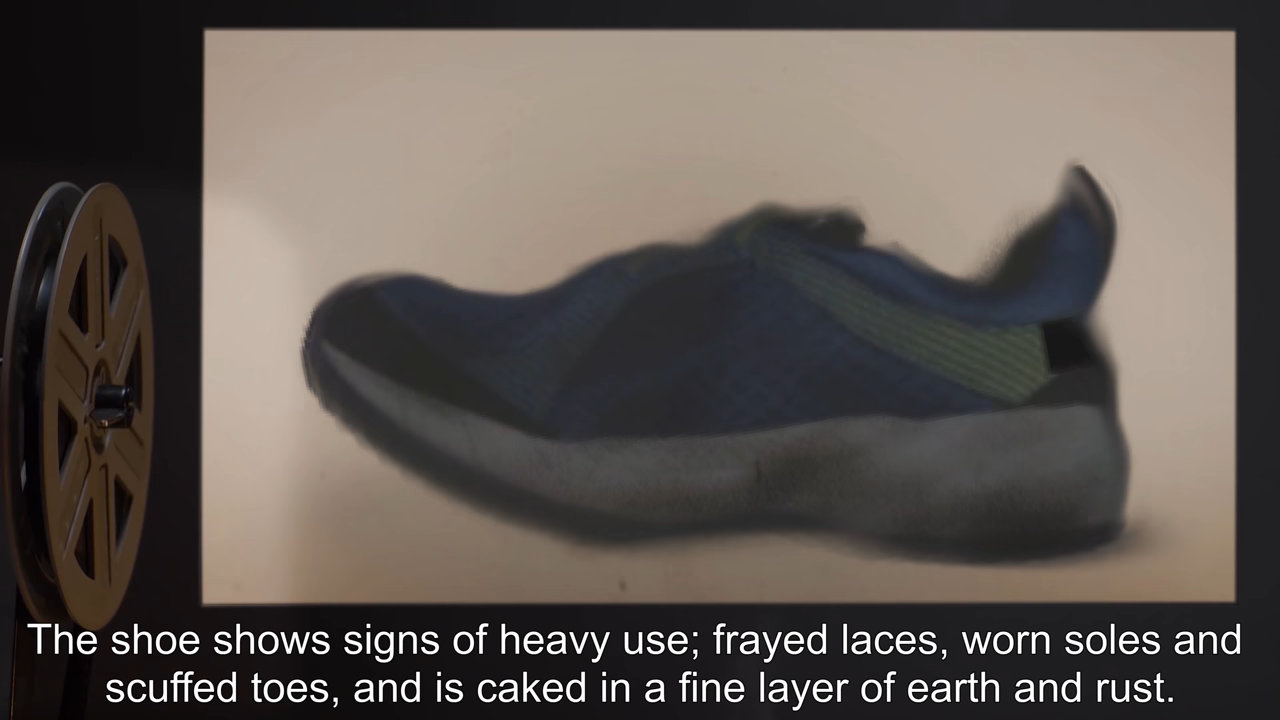 The shoe shows signs of heavy use; frayed laces, worn soles and
scuffed toes, and is caked in a fine layer of earth and rust.